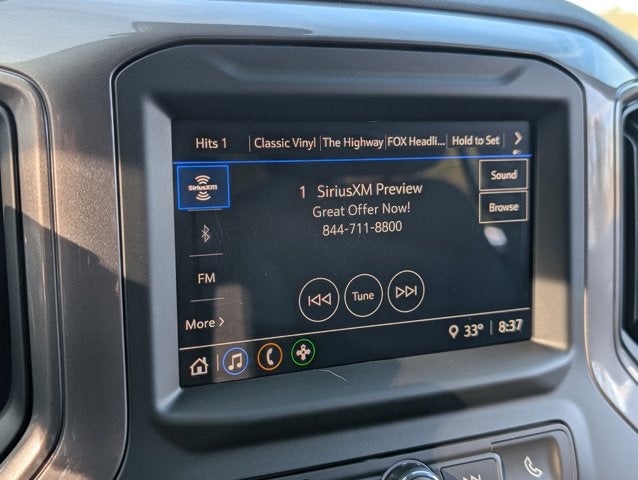 Hits 1 Classic Vinyl The Highway FOX Headli... Hold to Set
SiriusXM
1 SiriusXM Preview
Great Offer Now!
844-711-8800
Sound
Browse
FM
Tune
More
33° 8:37